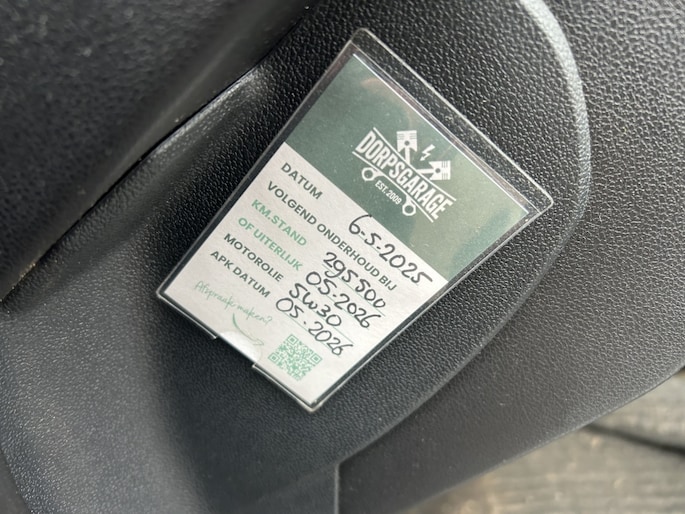 DORPSGARAGE
EST. 2009
DATUM 6-5-2025
VOLGEND ONDERHOUD BIJ
KM.STAND 295500
OF UITERLIJK 05-2026
MOTOROLIE 5W30
APK DATUM 05-2026
Afspraak maken?